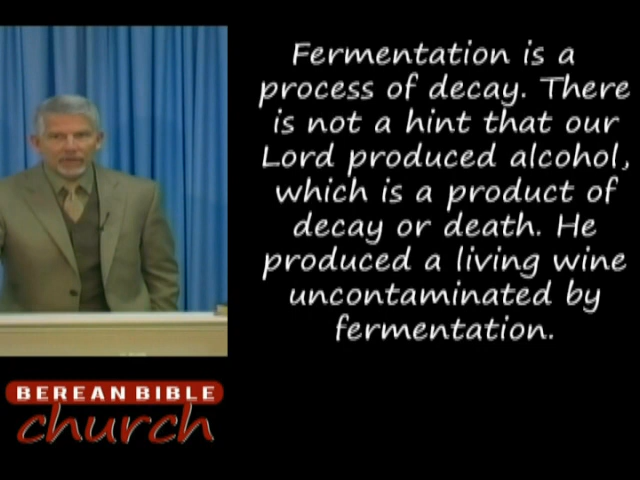 Fermentation is a
process of decay. There
is not a hint that our
Lord produced alcohol,
which is a product of
decay or death. He
produced a living wine
uncontaminated by
fermentation.
BEREAN BIBLE
church